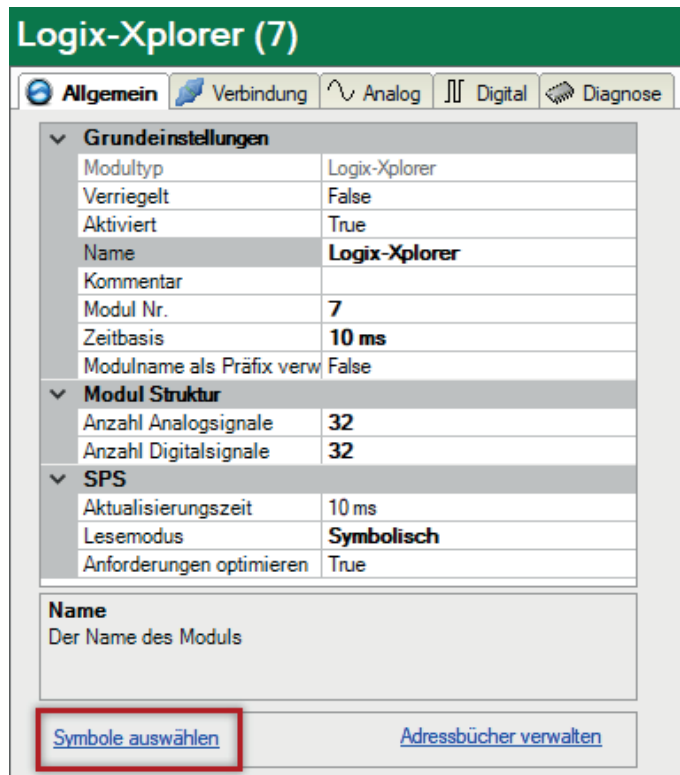 Logix-Xplorer (7)
Allgemein Verbindung Analog Digital Diagnose
Grundeinstellungen
Modultyp Logix-Xplorer
Verriegelt False
Aktiviert True
Name Logix-Xplorer
Kommentar
Modul Nr. 7
Zeitbasis 10 ms
Modulname als Präfix verw False
Modul Struktur
Anzahl Analogsignale 32
Anzahl Digitalsignale 32
SPS
Aktualisierungszeit 10 ms
Lesemodus Symbolisch
Anforderungen optimieren True
Name
Der Name des Moduls
Symbole auswählen Adressbücher verwalten